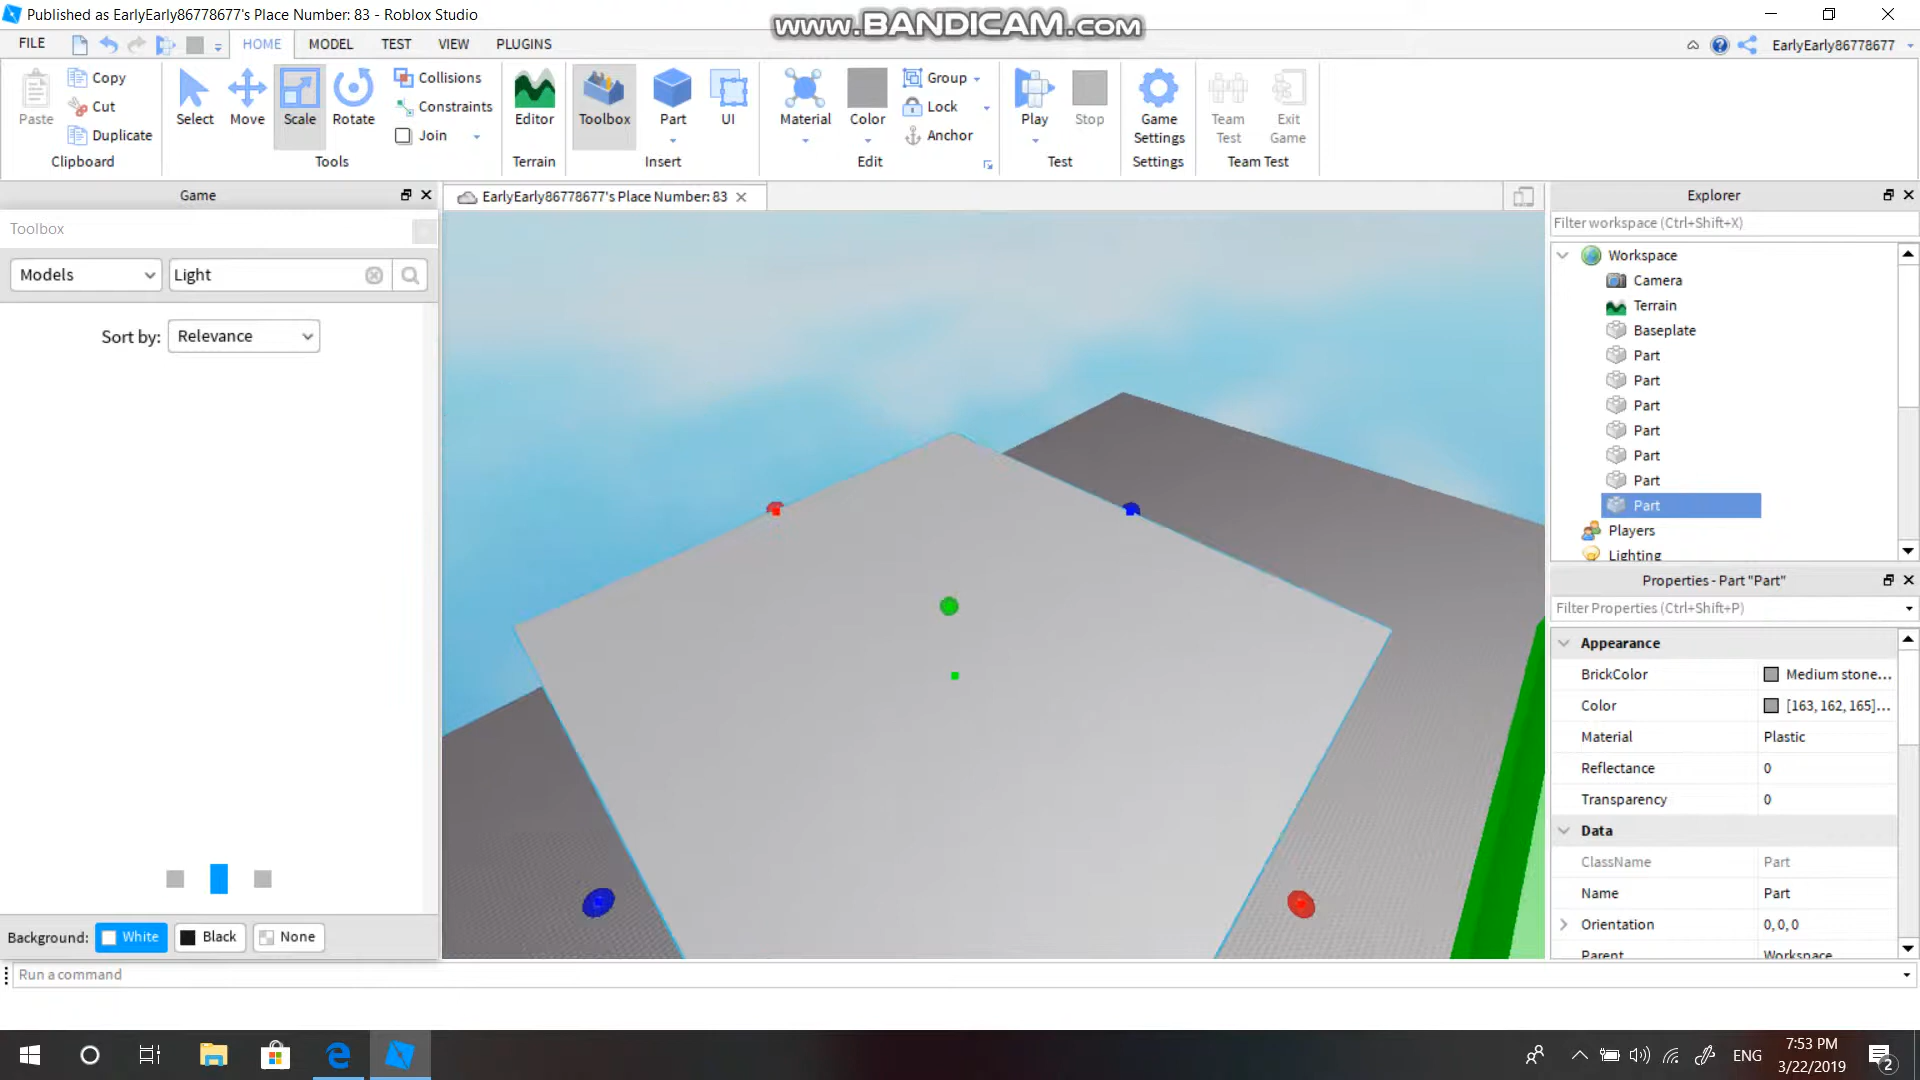 Published as EarlyEarly86778677's Place Number: 83 - Roblox Studio
www.BANDICAM.com
FILE
HOME
MODEL
TEST
VIEW
PLUGINS
EarlyEarly86778677
Paste
Copy
Cut
Duplicate
Clipboard
Select
Move
Scale
Rotate
Tools
Collisions
Constraints
Join
Editor
Terrain
Toolbox
Part
UI
Insert
Material
Color
Group
Lock
Anchor
Edit
Play
Stop
Test
Game
Settings
Settings
Team
Test
Exit
Game
Team Test
Game
Toolbox
Models
Light
Sort by:
Relevance
Background:
White
Black
None
EarlyEarly86778677's Place Number: 83
Explorer
Filter workspace (Ctrl+Shift+X)
Workspace
Camera
Terrain
Baseplate
Part
Part
Part
Part
Part
Part
Part
Players
Lighting
Properties - Part "Part"
Filter Properties (Ctrl+Shift+P)
Appearance
BrickColor Medium stone...
Color [163, 162, 165]...
Material Plastic
Reflectance 0
Transparency 0
Data
ClassName Part
Name Part
Orientation 0, 0, 0
Parent Workspace
Run a command
ENG
7:53 PM
3/22/2019
2